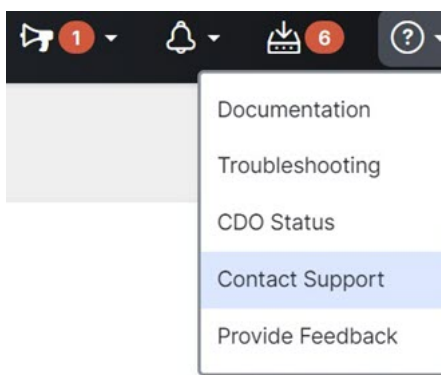 1 6 ?
Documentation
Troubleshooting
CDO Status
Contact Support
Provide Feedback